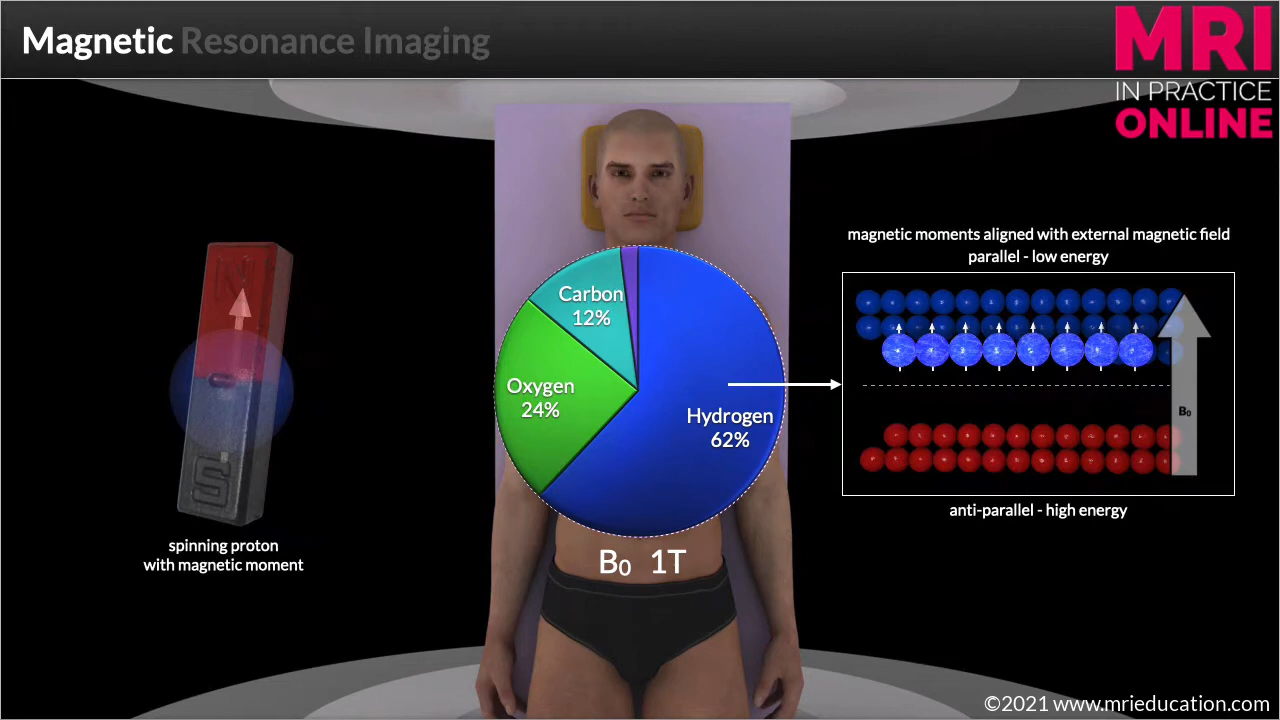 Magnetic Resonance Imaging
MRI
IN PRACTICE
ONLINE
N
S
spinning proton
with magnetic moment
Carbon
12%
Oxygen
24%
Hydrogen
62%
B₀ 1T
magnetic moments aligned with external magnetic field
parallel - low energy
B₀
anti-parallel - high energy
©2021 www.mrieducation.com